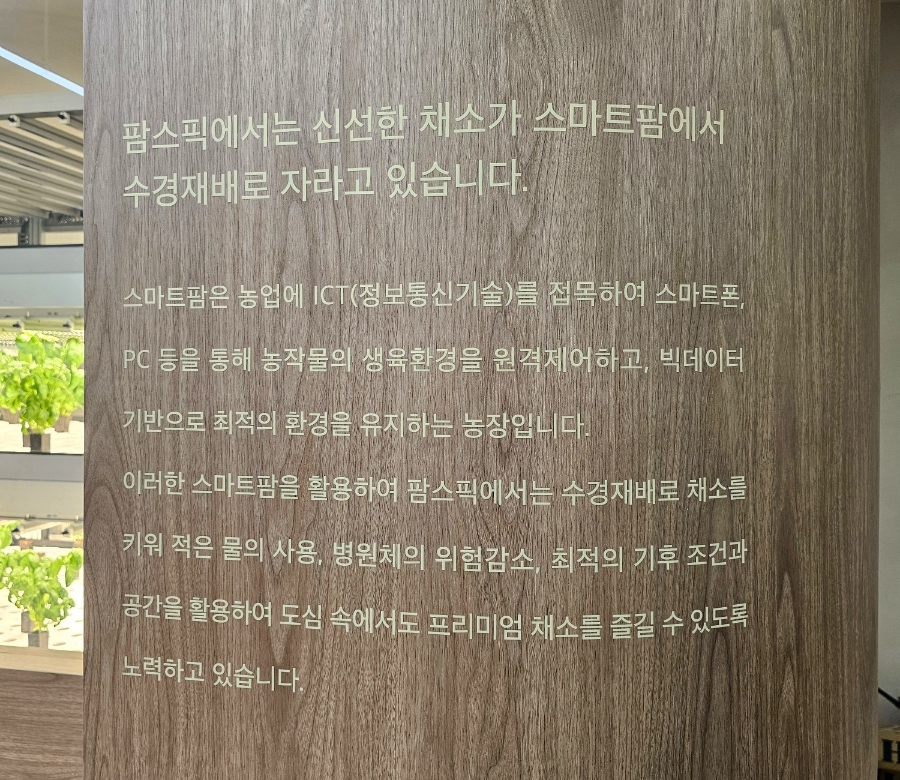 팜스픽에서는 신선한 채소가 스마트팜에서
수경재배로 자라고 있습니다.
스마트팜은 농업에 ICT(정보통신기술)를 접목하여 스마트폰,
PC 등을 통해 농작물의 생육환경을 원격제어하고, 빅데이터
기반으로 최적의 환경을 유지하는 농장입니다.
이러한 스마트팜을 활용하여 팜스픽에서는 수경재배로 채소를
키워 적은 물의 사용, 병원체의 위험감소, 최적의 기후 조건과
공간을 활용하여 도심 속에서도 프리미엄 채소를 즐길 수 있도록
노력하고 있습니다.